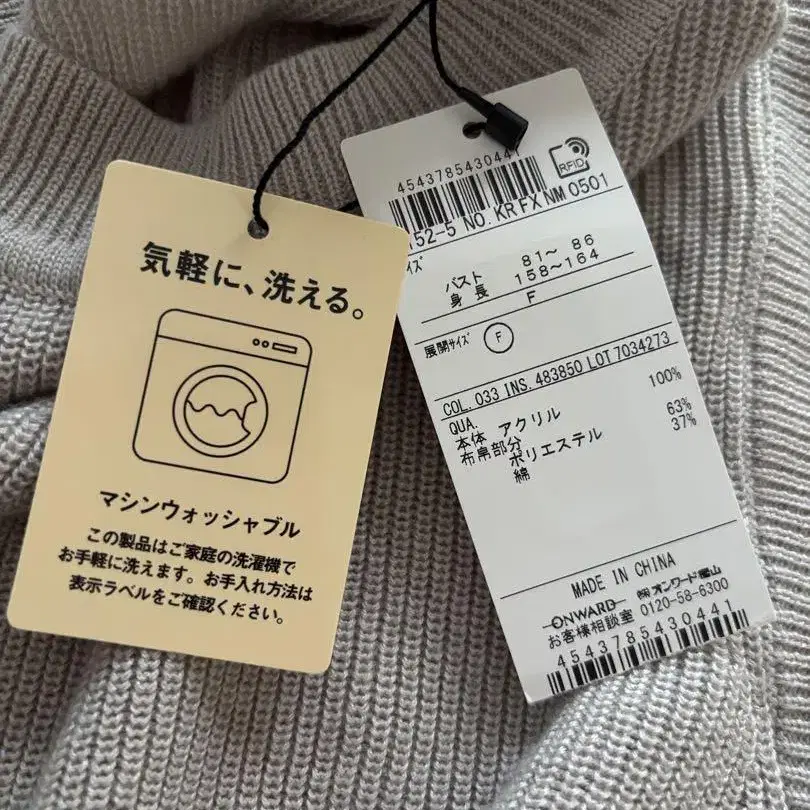 気軽に、洗える。
マシンウォッシャブル
この製品はご家庭の洗濯機で
お手軽に洗えます。お手入れ方法は
表示ラベルをご確認ください。
RFID
4543785430441
152-5 NO. KR FX NM 0501
イズ
バスト 81〜 86
身 長 158〜164
F
展開サイズ F
COL. 033 INS. 483850 LOT 7034273
QUA.
本体 アクリル 100%
布帛部分
ポリエステル 63%
綿 37%
MADE IN CHINA
ONWARD ㈱オンワード樫山
お客様相談室 0120-58-6300
4543785430441